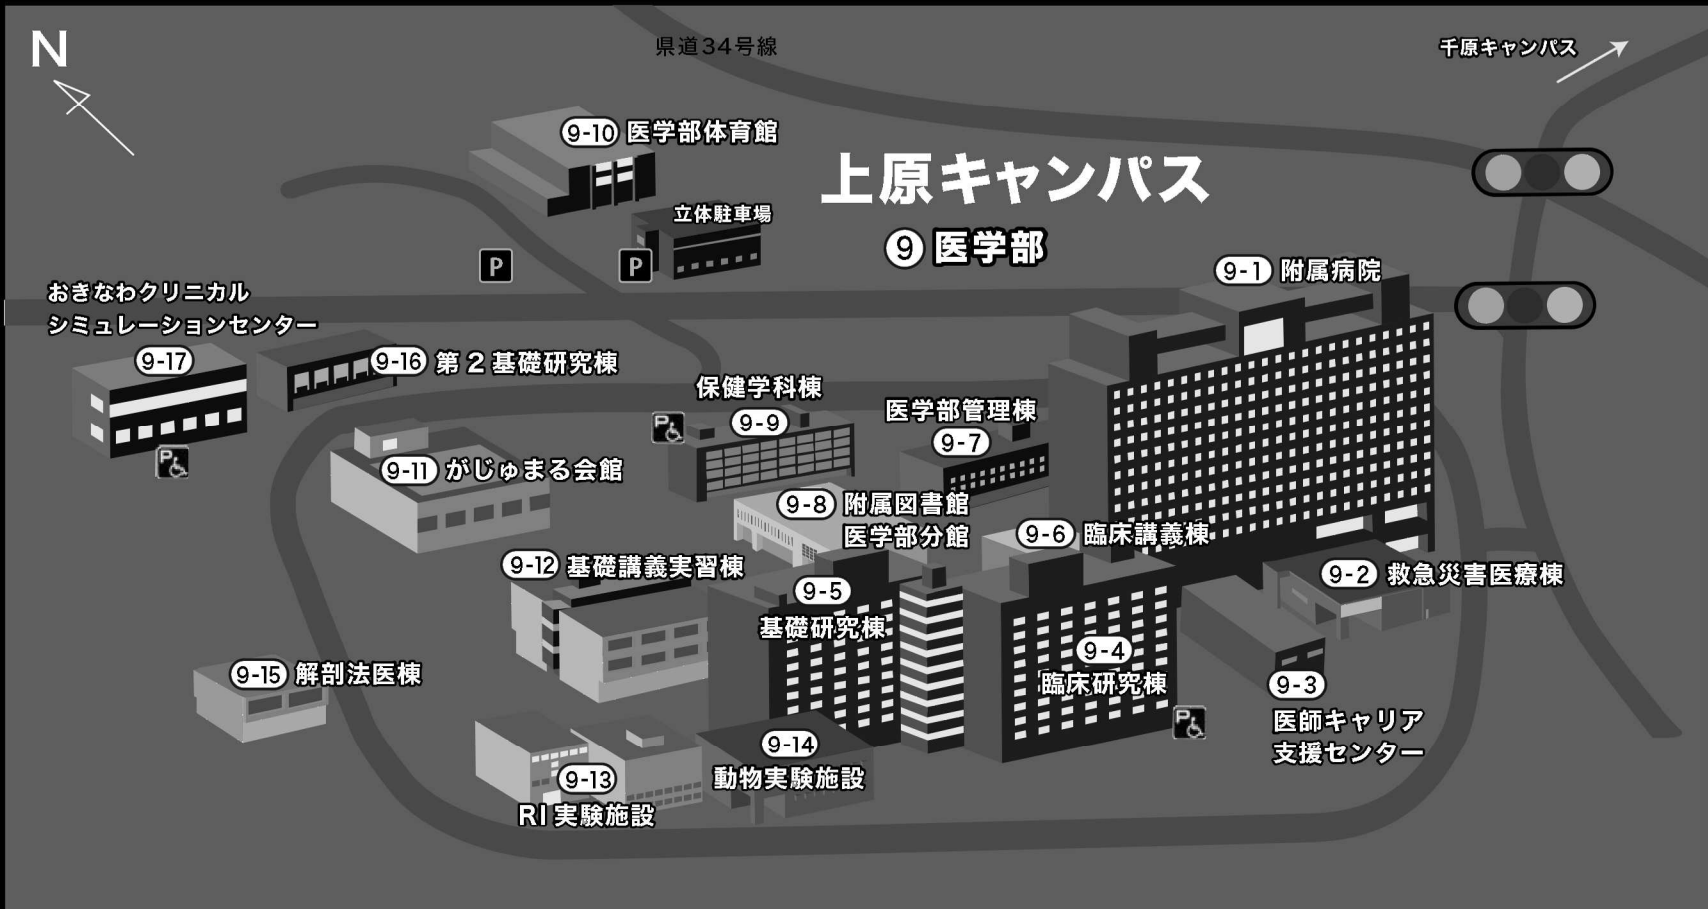 N
県道34号線
千原キャンパス
9-10 医学部体育館
上原キャンパス
立体駐車場
9 医学部
P
P
9-1 附属病院
おきなわクリニカル
シミュレーションセンター
9-17
9-16 第2基礎研究棟
保健学科棟
9-9
医学部管理棟
9-7
P
P
9-11 がじゅまる会館
9-8 附属図書館
医学部分館
9-6 臨床講義棟
9-12 基礎講義実習棟
9-2 救急災害医療棟
9-5
基礎研究棟
9-4
臨床研究棟
9-15 解剖法医棟
9-3
医師キャリア
支援センター
P
9-14
動物実験施設
9-13
RI実験施設